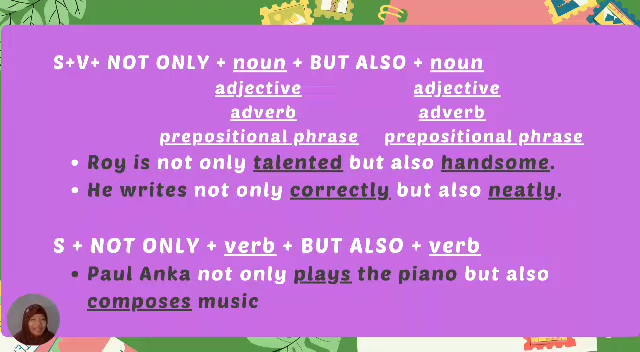 S+V+ NOT ONLY + noun + BUT ALSO + noun
adjective adjective
adverb adverb
prepositional phrase prepositional phrase
• Roy is not only talented but also handsome.
• He writes not only correctly but also neatly.
S + NOT ONLY + verb + BUT ALSO + verb
• Paul Anka not only plays the piano but also
composes music